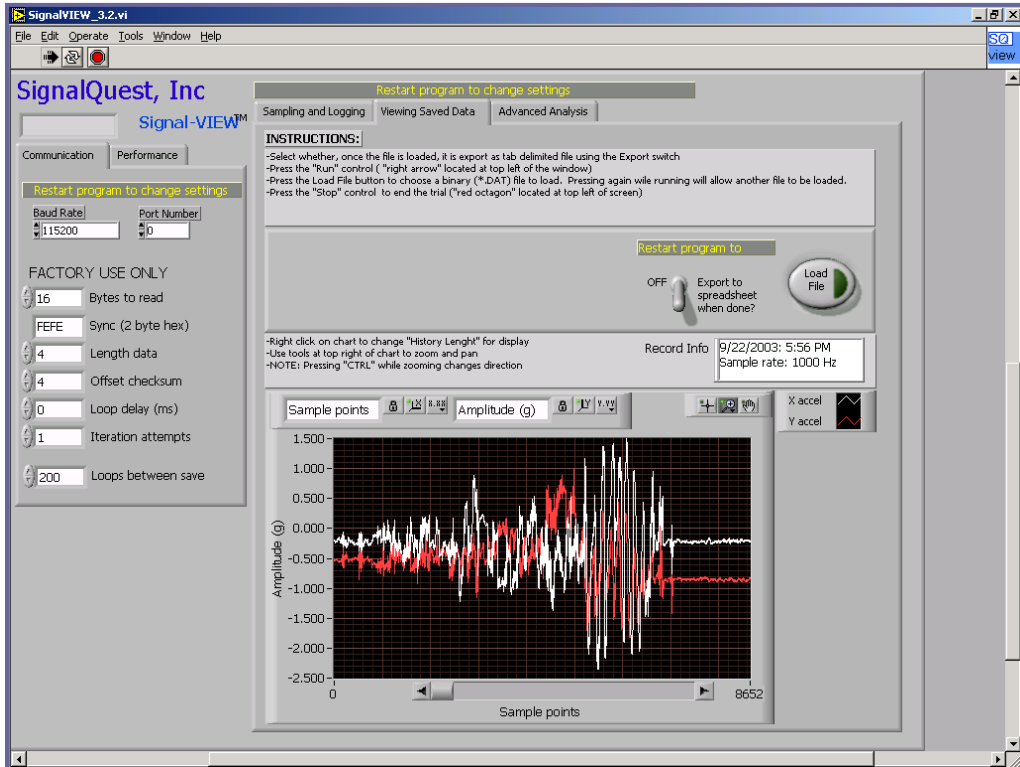 SignalVIEW_3.2.vi
File Edit Operate Tools Window Help
SQ
view
SignalQuest, Inc
Signal-VIEW™
Communication
Performance
Restart program to change settings
Baud Rate
Port Number
115200
0
FACTORY USE ONLY
16 Bytes to read
FEFE Sync (2 byte hex)
4 Length data
4 Offset checksum
0 Loop delay (ms)
1 Iteration attempts
200 Loops between save
Restart program to change settings
Sampling and Logging
Viewing Saved Data
Advanced Analysis
INSTRUCTIONS:
-Select whether, once the file is loaded, it is export as tab delimited file using the Export switch
-Press the "Run" control ( "right arrow" located at top left of the window)
-Press the Load File button to choose a binary (*.DAT) file to load.  Pressing again wile running will allow another file to be loaded.
-Press the "Stop" control  to end the trial ("red octagon" located at top left of screen)
Restart program to
OFF
Export to
spreadsheet
when done?
Load
File
-Right click on chart to change "History Lenght" for display
-Use tools at top right of chart to zoom and pan
-NOTE: Pressing "CTRL" while zooming changes direction
Record Info
9/22/2003: 5:56 PM
Sample rate: 1000 Hz
Sample points
X.XX
Amplitude (g)
Y.YY
X accel
Y accel
Amplitude (g)
1.500
1.000
0.500
0.000
-0.500
-1.000
-1.500
-2.000
-2.500
0
8652
Sample points